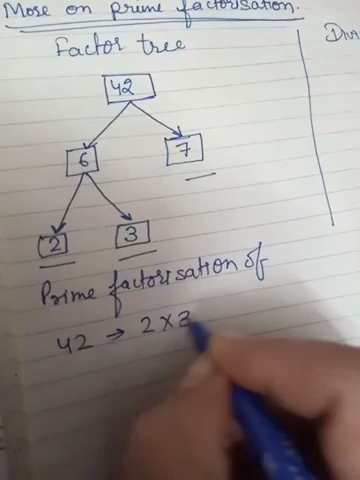 More on prime factorisation.
Factor tree
42
6
7
2
3
Prime factorisation of
42 → 2 × 3